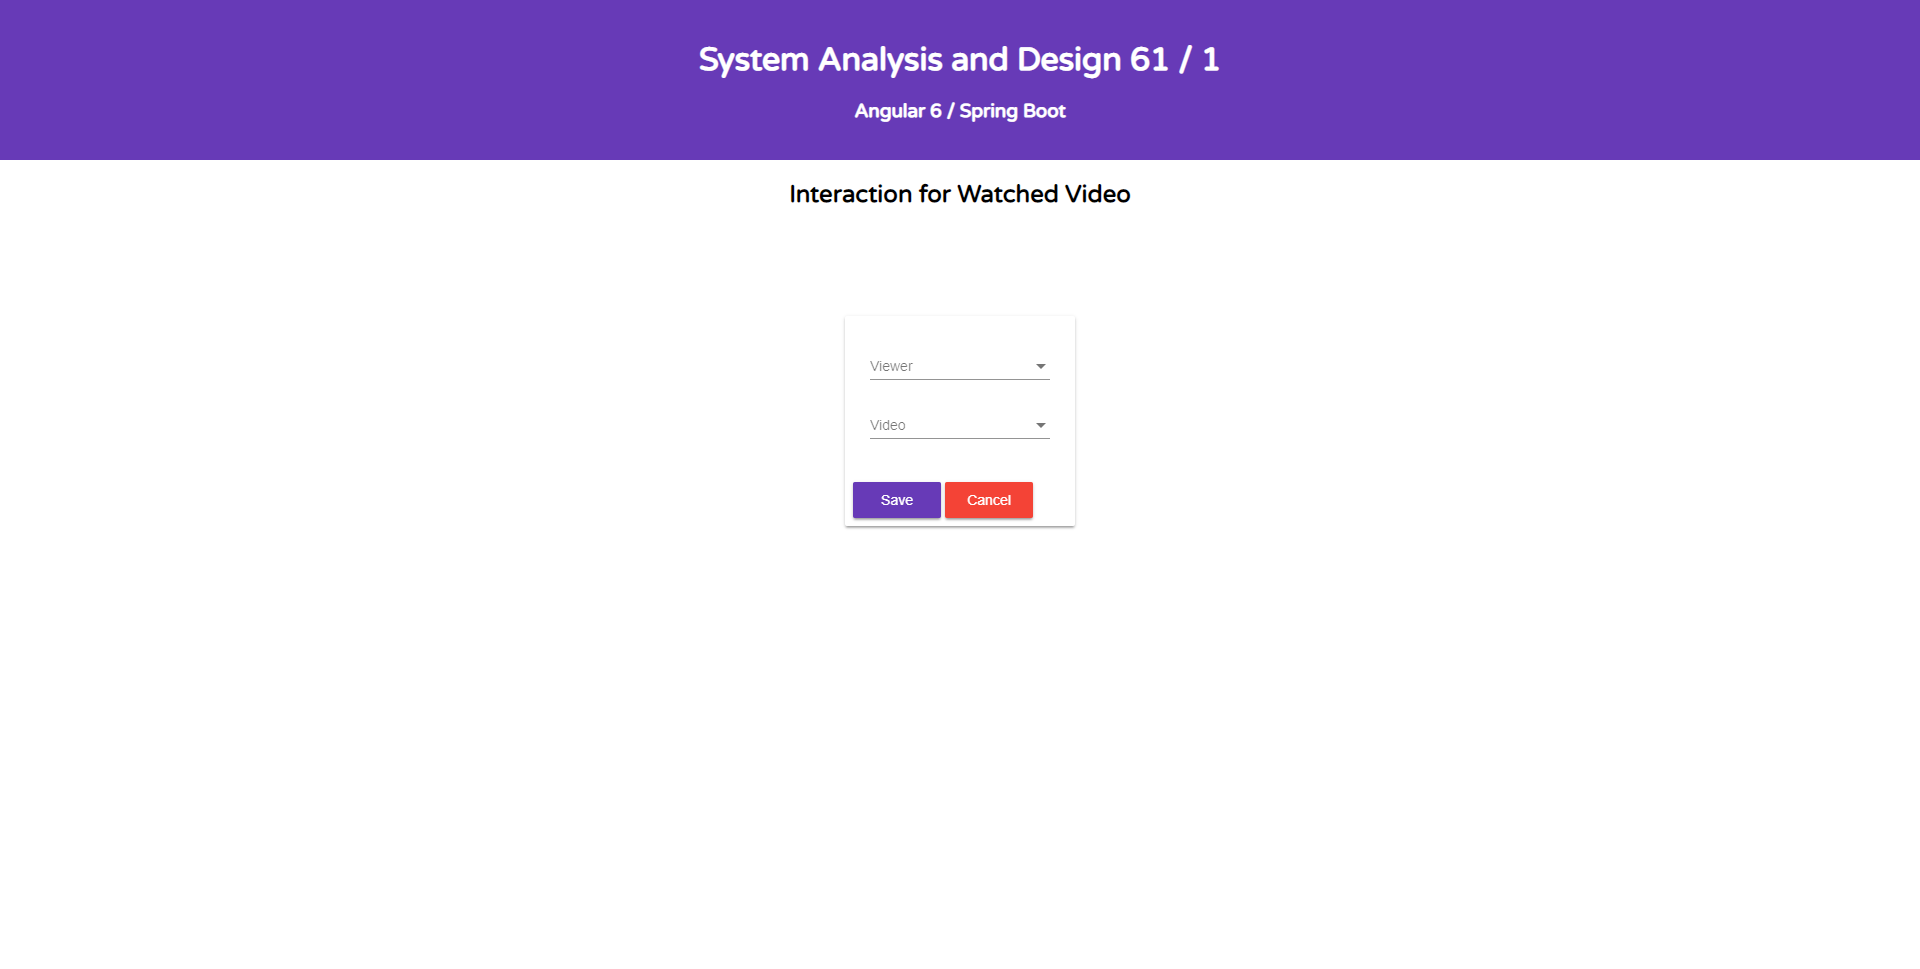 System Analysis and Design 61 / 1
Angular 6 / Spring Boot
Interaction for Watched Video
Viewer
Video
Save Cancel